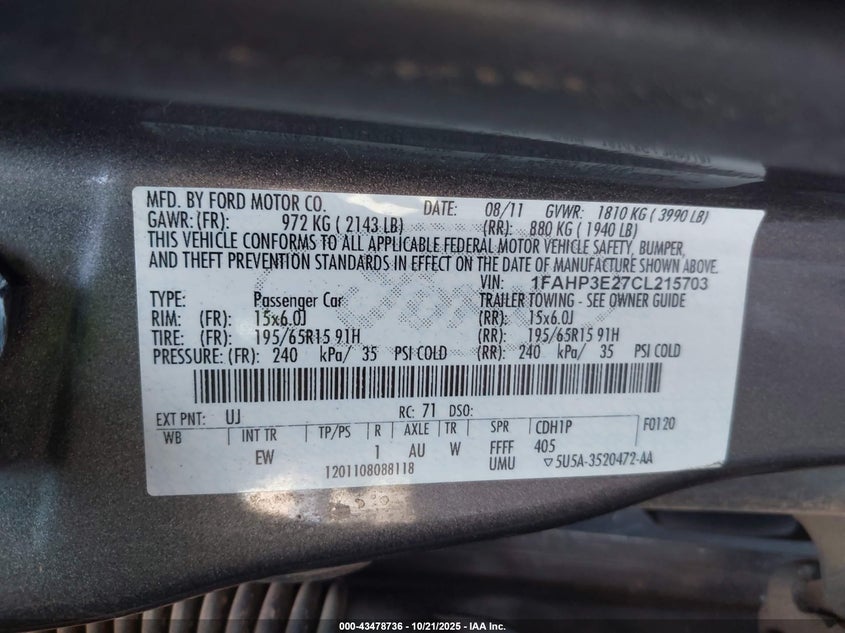 MFD. BY FORD MOTOR CO. DATE: 08/11 GVWR: 1810 KG ( 3990 LB)
GAWR: (FR): 972 KG ( 2143 LB) (RR): 880 KG ( 1940 LB)
THIS VEHICLE CONFORMS TO ALL APPLICABLE FEDERAL MOTOR VEHICLE SAFETY, BUMPER,
AND THEFT PREVENTION STANDARDS IN EFFECT ON THE DATE OF MANUFACTURE SHOWN ABOVE.
VIN: 1FAHP3E27CL215703
TYPE: Passenger Car TRAILER TOWING - SEE OWNER GUIDE
RIM: (FR): 15x6.0J (RR): 15x6.0J
TIRE: (FR): 195/65R15 91H (RR): 195/65R15 91H
PRESSURE: (FR): 240 kPa/ 35 PSI COLD (RR): 240 kPa/ 35 PSI COLD
EXT PNT: UJ RC: 71 DSO: F0120
WB INT TR TP/PS R AXLE TR SPR CDH1P
EW 1 AU W FFFF 405
1201108088118 UMU ▽5U5A-3520472-AA
Ford
000-43478736 - 10/21/2025 - IAA Inc.